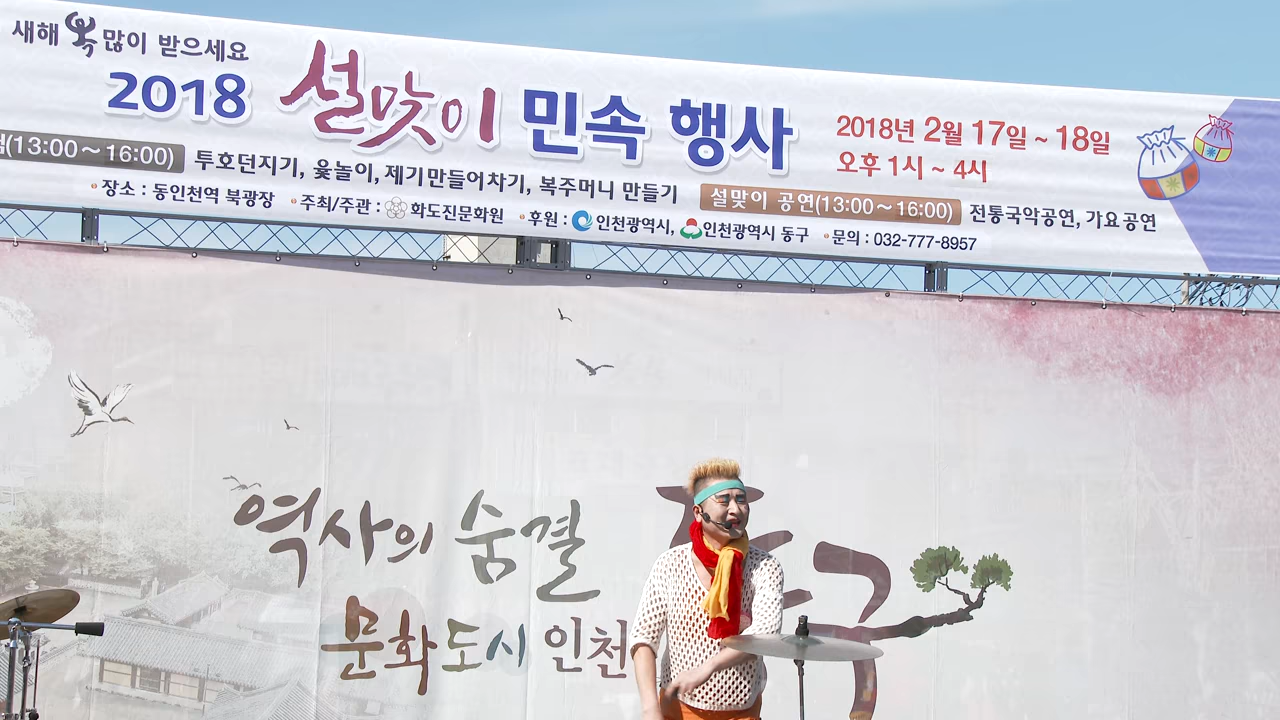 새해 복 많이 받으세요
2018 설맞이 민속 행사
2018년 2월 17일 ~ 18일
오후 1시 ~ 4시
(13:00～16:00) 투호던지기, 윷놀이, 제기만들어차기, 복주머니 만들기 설맞이 공연(13:00～16:00) 전통국악공연, 가요공연
장소 : 동인천역 북광장 주최/주관 : 화도진문화원 후원 : 인천광역시, 인천광역시 동구 문의 : 032-777-8957
역사의 숨결
문화도시 인천
구